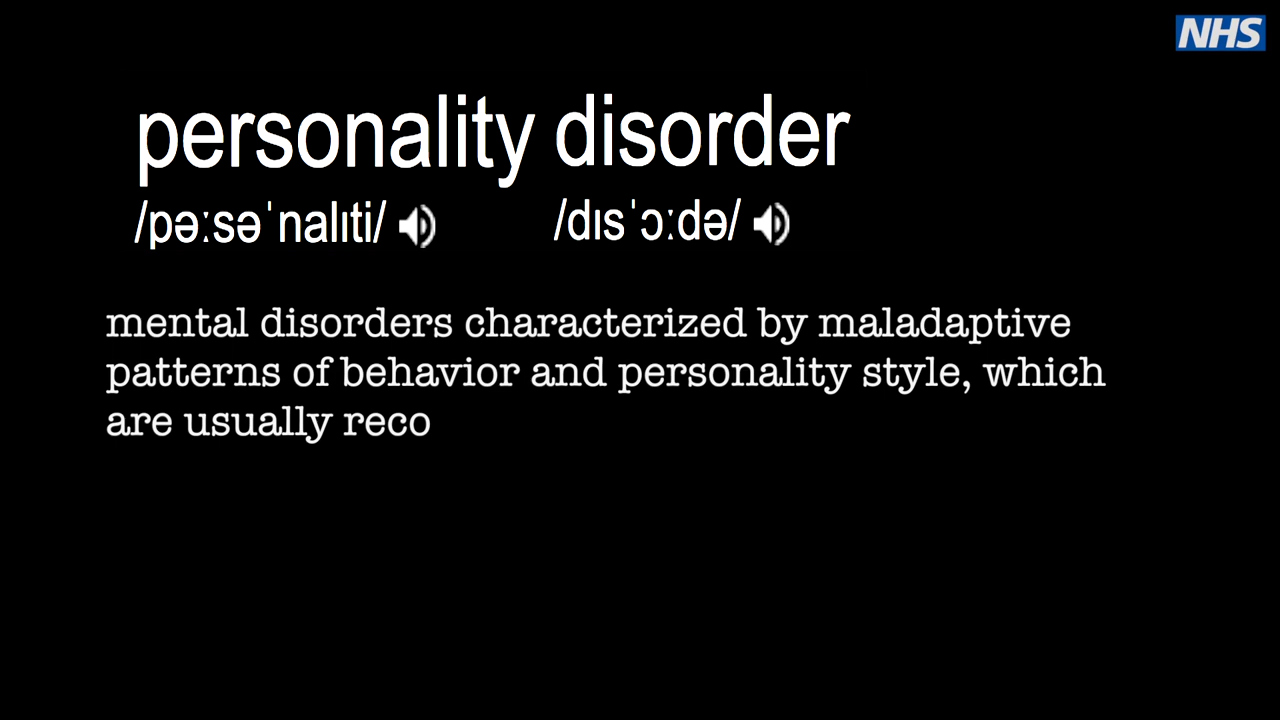 NHS
personality disorder
/pəːsəˈnalɪti/ /dɪsˈɔːdə/
mental disorders characterized by maladaptive
patterns of behavior and personality style, which
are usually reco